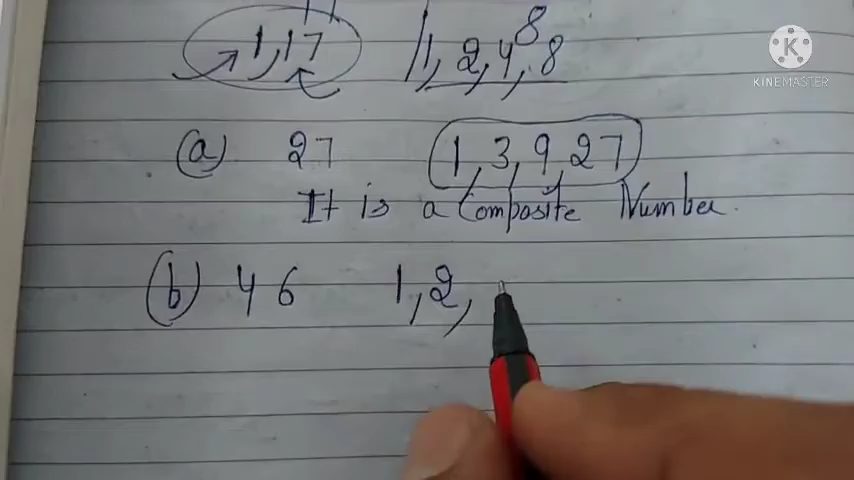 1, 17 1, 2, 4, 8
8
(a) 27 1, 3, 9, 27
It is a Composite Number.
(b) 46 1, 2,
K
KINEMASTER